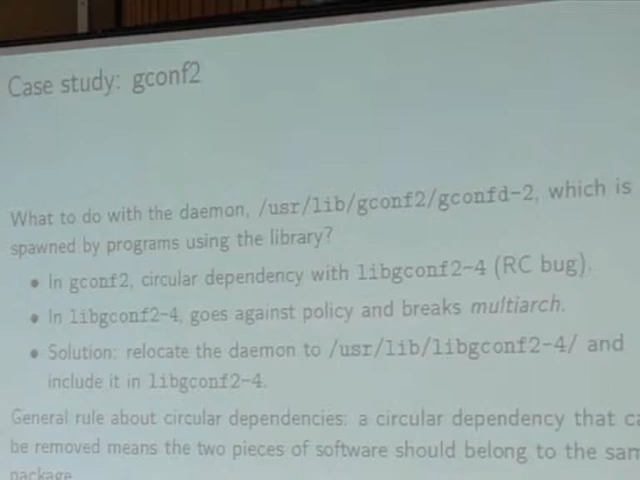 Case study: gconf2
What to do with the daemon, /usr/lib/gconf2/gconfd-2, which is
spawned by programs using the library?
• In gconf2, circular dependency with libgconf2-4 (RC bug).
• In libgconf2-4, goes against policy and breaks multiarch.
• Solution: relocate the daemon to /usr/lib/libgconf2-4/ and
include it in libgconf2-4.
General rule about circular dependencies: a circular dependency that
be removed means the two pieces of software should belong to the
package.